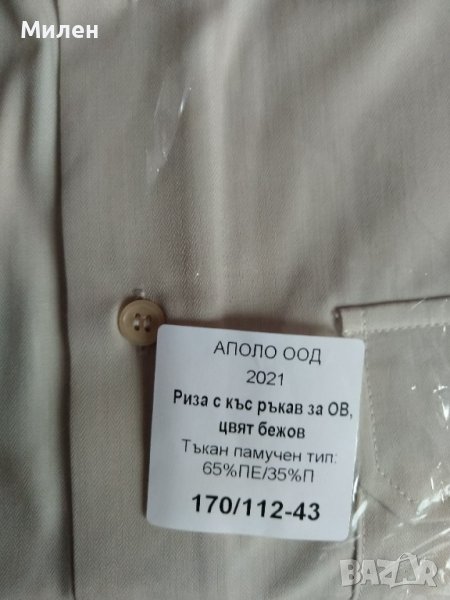 Милен
АПОЛО ООД
2021
Риза с къс ръкав за ОВ,
цвят бежов
Тъкан памучен тип:
65%ПЕ/35%П
170/112-43
BAZAR